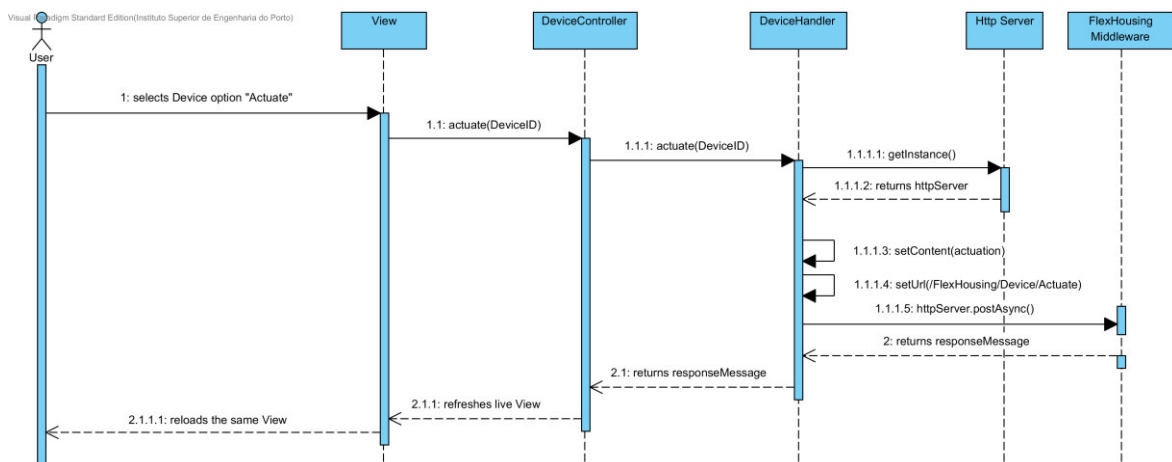 Visual Paradigm Standard Edition(Instituto Superior de Engenharia do Porto)
User
View
DeviceController
DeviceHandler
Http Server
FlexHousing
Middleware
1: selects Device option "Actuate"
1.1: actuate(DeviceID)
1.1.1: actuate(DeviceID)
1.1.1.1: getInstance()
1.1.1.2: returns httpServer
1.1.1.3: setContent(actuation)
1.1.1.4: setUrl(/FlexHousing/Device/Actuate)
1.1.1.5: httpServer.postAsync()
2: returns responseMessage
2.1: returns responseMessage
2.1.1: refreshes live View
2.1.1.1: reloads the same View